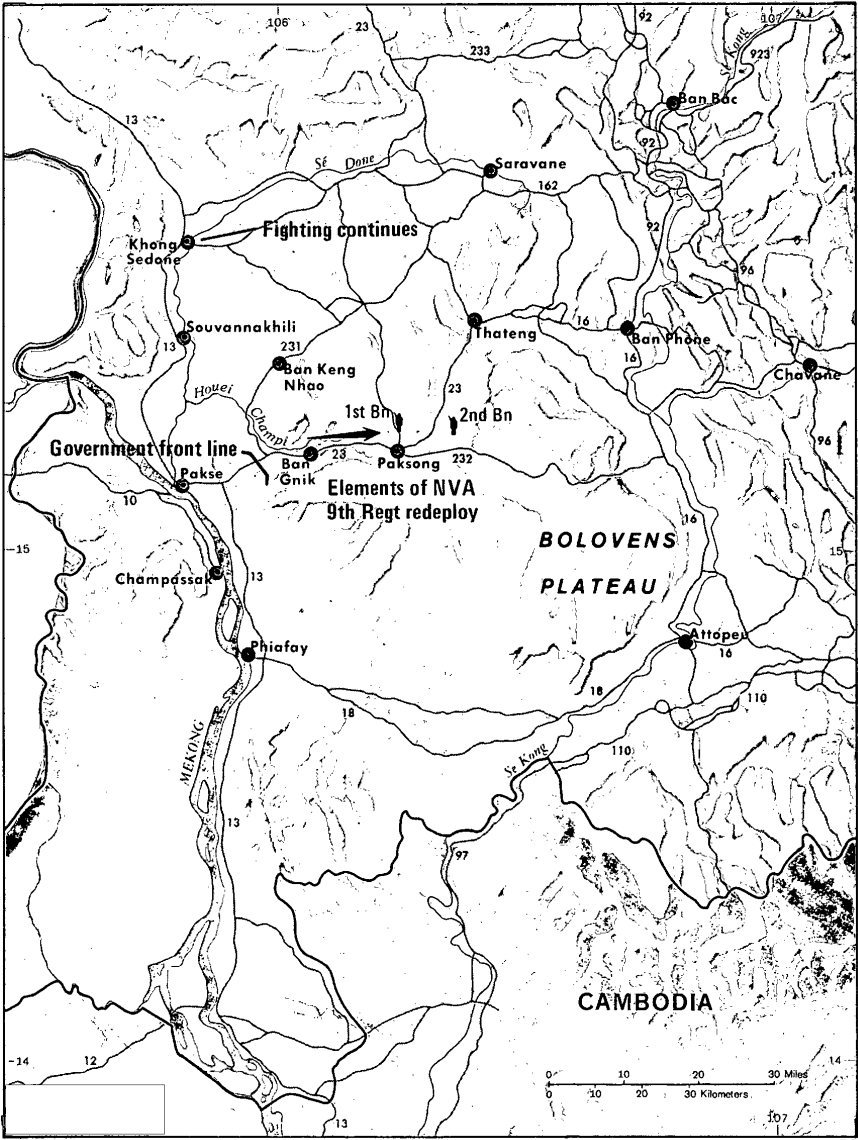 106
23
92
107
233
Se Kong
923
Ban Bac
13
92
Sé Done
Saravane
162
Fighting continues
Khong
Sedone
92
96
Souvannakhili
13
Thateng
16
Ban Phone
231
Ban Keng
Nhao
16
Chavane
Houei Champi
23
1st Bn
2nd Bn
96
Government front line
Ban
Gnik
23
Paksong
232
Pakse
Elements of NVA
9th Regt redeploy
10
16
BOLOVENS
PLATEAU
15
15
Champassak
13
Attopeu
16
Phiafay
18
18
110
MEKONG
Se Kong
110
13
97
CAMBODIA
14
12
14
0 10 20 30 Miles
0 10 20 30 Kilometers
13
107